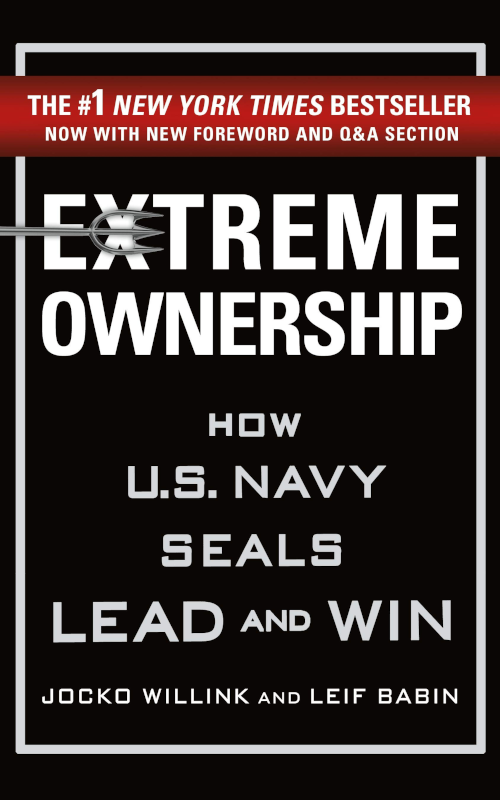 THE #1 NEW YORK TIMES BESTSELLER
NOW WITH NEW FOREWORD AND Q&A SECTION
EXTREME
OWNERSHIP
HOW
U.S. NAVY
SEALS
LEAD AND WIN
JOCKO WILLINK AND LEIF BABIN